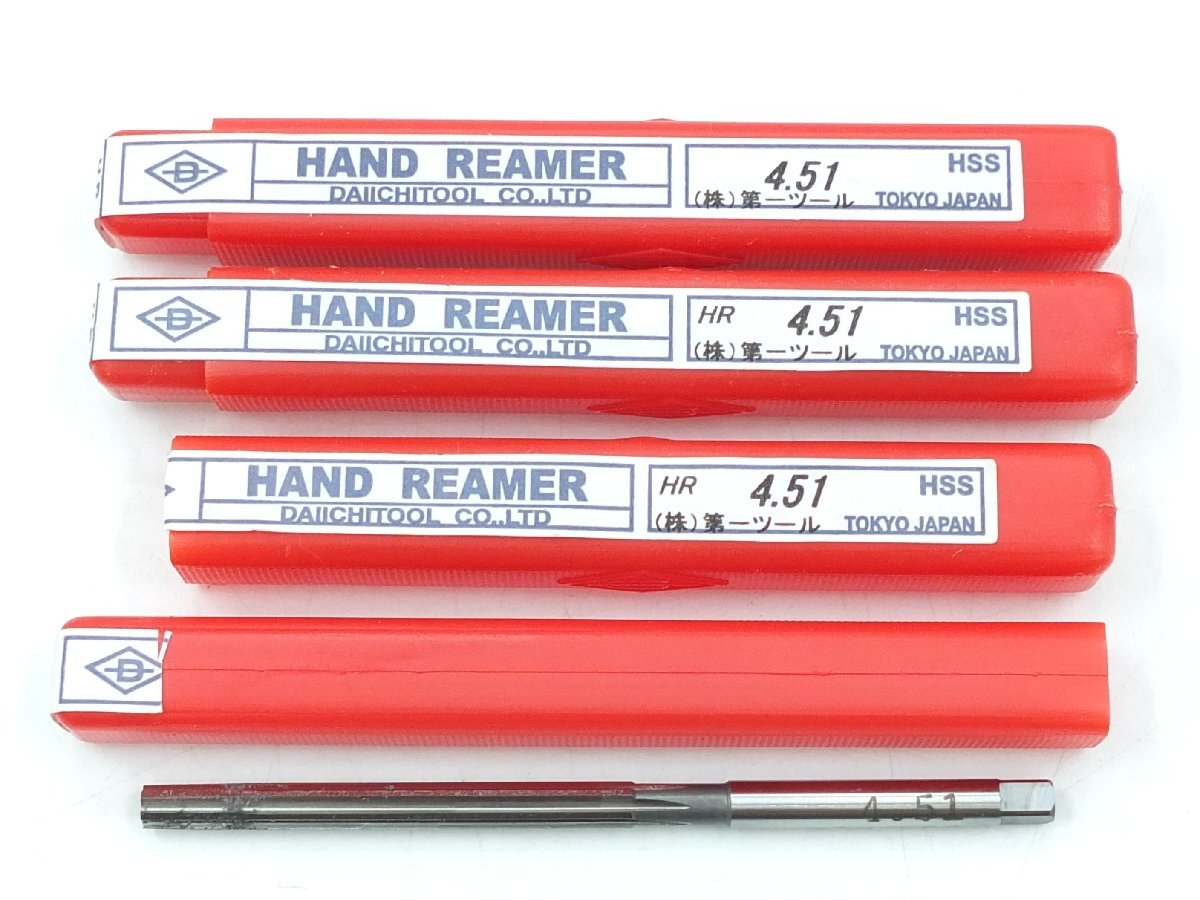 D
HAND REAMER
DAIICHITOOL CO.,LTD
4.51
HSS
(株)第一ツール TOKYO JAPAN
D
HAND REAMER
DAIICHITOOL CO.,LTD
HR 4.51 HSS
(株)第一ツール TOKYO JAPAN
HAND REAMER
DAIICHITOOL CO.,LTD
HR 4.51 HSS
(株)第一ツール TOKYO JAPAN
D
4.51